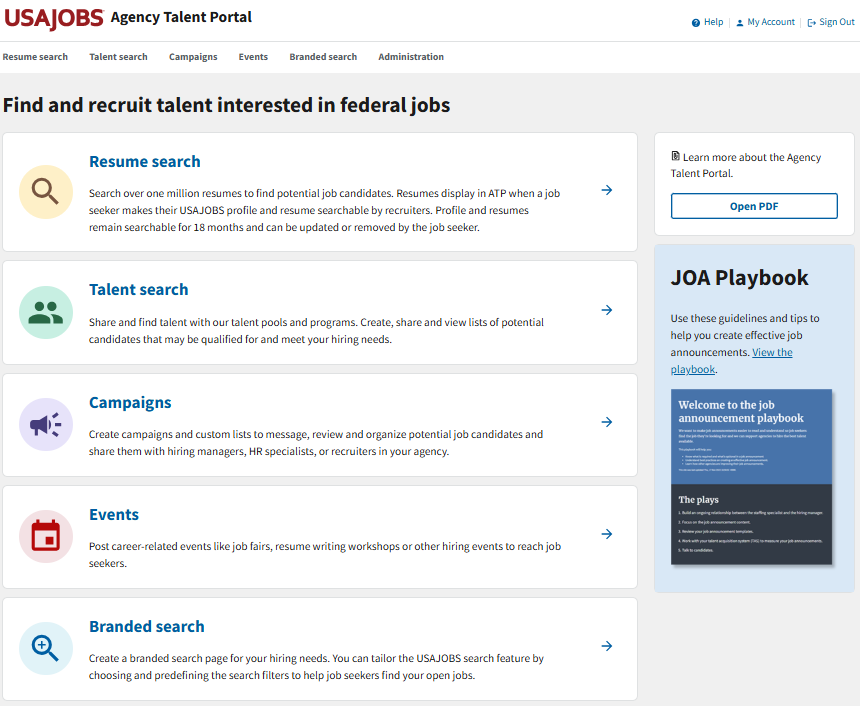 USAJOBS Agency Talent Portal
Help
My Account
Sign Out
Resume search
Talent search
Campaigns
Events
Branded search
Administration
Find and recruit talent interested in federal jobs
Resume search
Search over one million resumes to find potential job candidates. Resumes display in ATP when a job
seeker makes their USAJOBS profile and resume searchable by recruiters. Profile and resumes
remain searchable for 18 months and can be updated or removed by the job seeker.
Talent search
Share and find talent with our talent pools and programs. Create, share and view lists of potential
candidates that may be qualified for and meet your hiring needs.
Campaigns
Create campaigns and custom lists to message, review and organize potential job candidates and
share them with hiring managers, HR specialists, or recruiters in your agency.
Events
Post career-related events like job fairs, resume writing workshops or other hiring events to reach job
seekers.
Branded search
Create a branded search page for your hiring needs. You can tailor the USAJOBS search feature by
choosing and predefining the search filters to help job seekers find your open jobs.
Learn more about the Agency
Talent Portal.
Open PDF
JOA Playbook
Use these guidelines and tips to
help you create effective job
announcements. View the
playbook.
Welcome to the job
announcement playbook
The plays
1. Build an ongoing relationship between the staffing specialist and the hiring manager
2. Focus on the job announcement content.
3. Review your job announcement templates.
4. Work with your talent acquisition system (TAS) to measure your job announcements.
5. Talk to candidates.